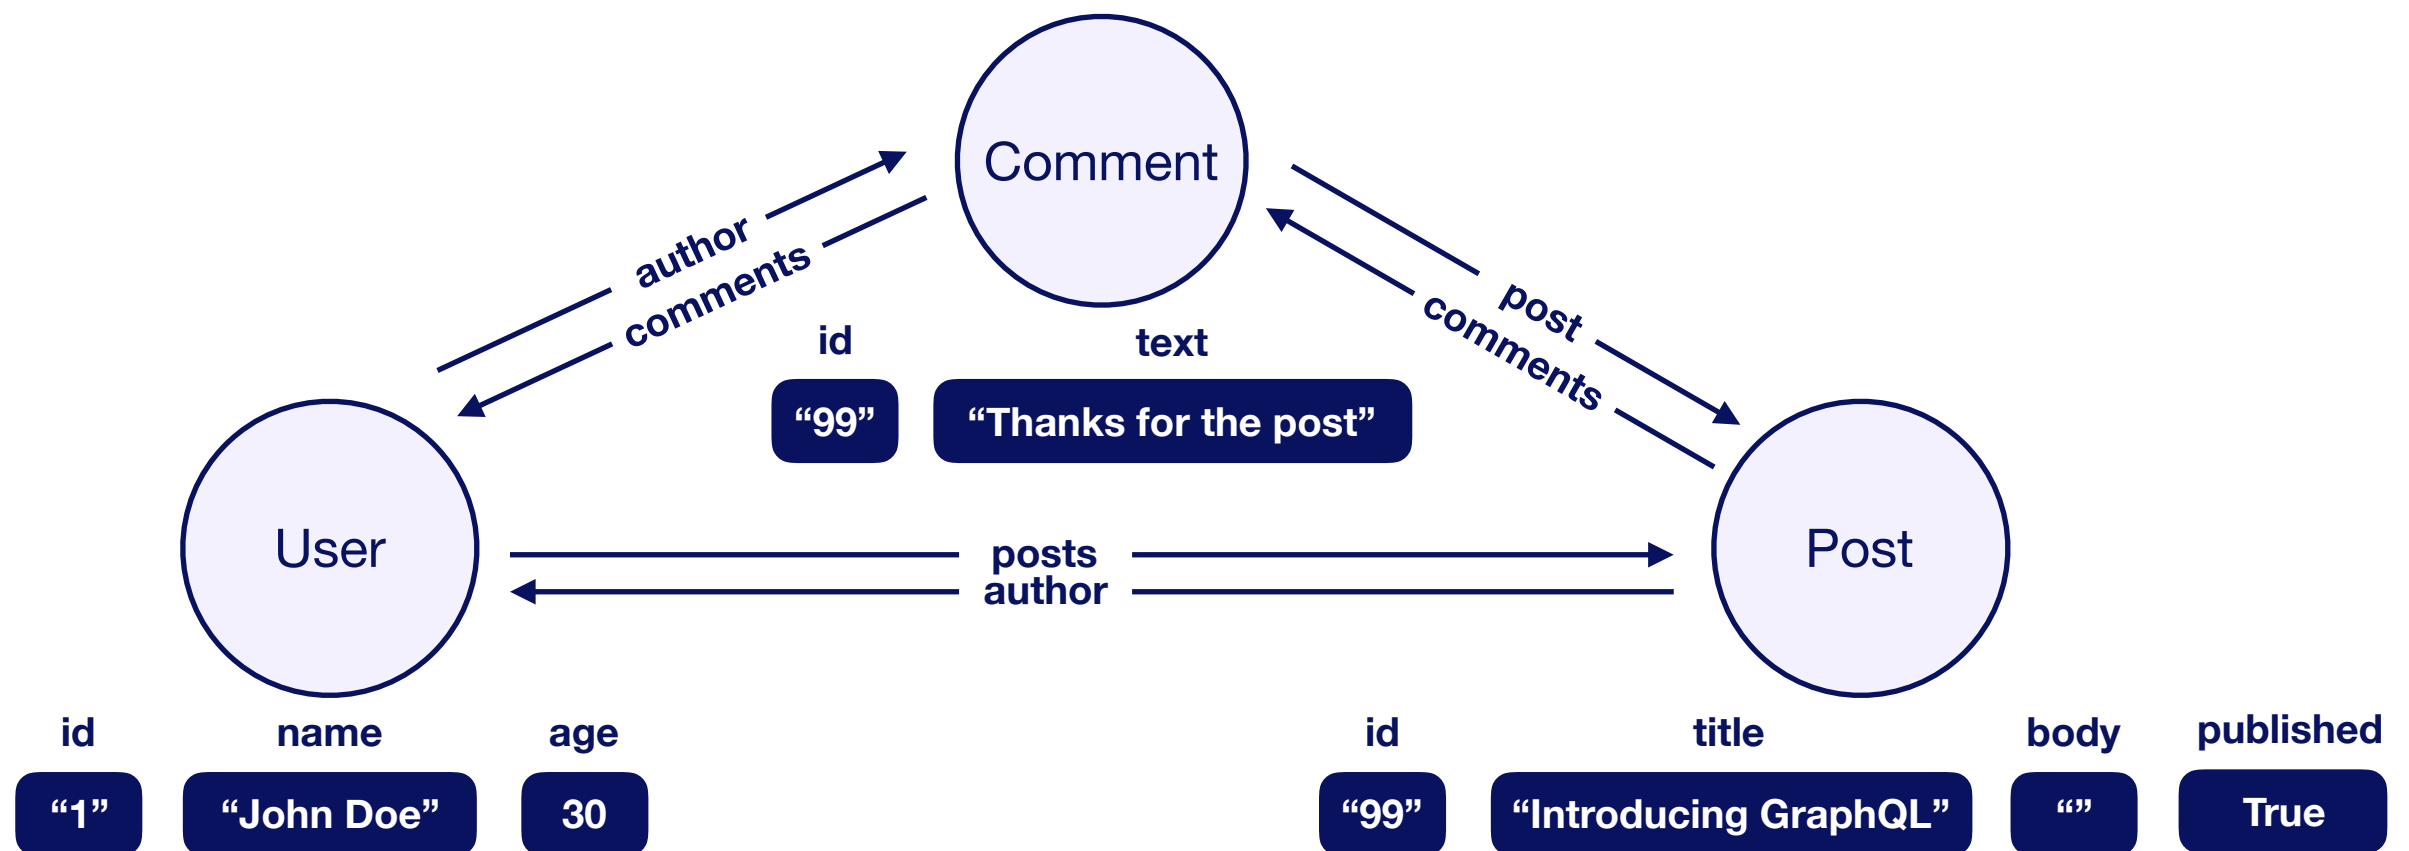 Comment
author
comments
post
comments
id text
“99” “Thanks for the post”
User
posts
author
Post
id name age
“1” “John Doe” 30
id title body published
“99” “Introducing GraphQL” “” True